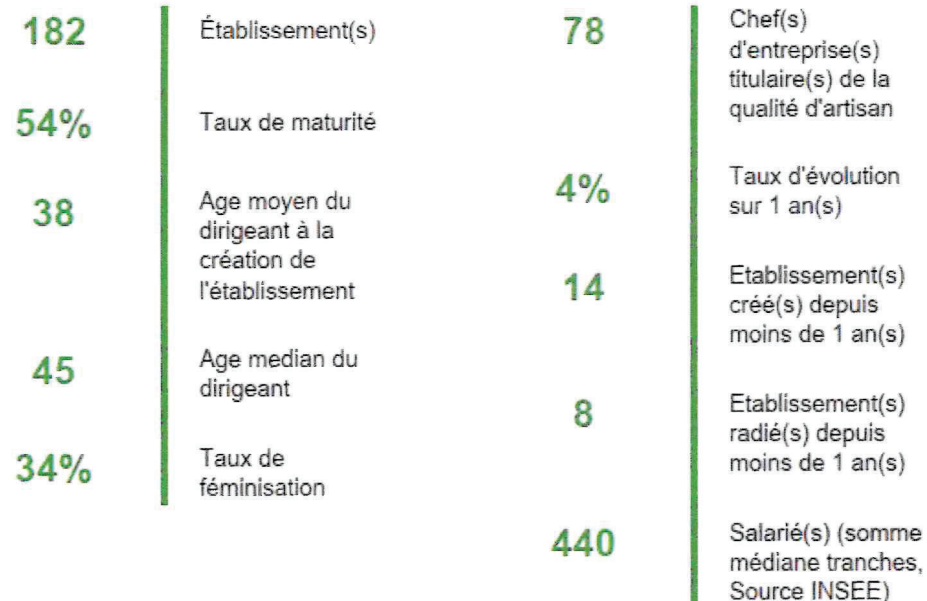 182
Établissement(s)
54%
Taux de maturité
38
Age moyen du
dirigeant à la
création de
l'établissement
45
Age median du
dirigeant
34%
Taux de
féminisation
78
Chef(s)
d'entreprise(s)
titulaire(s) de la
qualité d'artisan
4%
Taux d'évolution
sur 1 an(s)
14
Etablissement(s)
créé(s) depuis
moins de 1 an(s)
8
Etablissement(s)
radié(s) depuis
moins de 1 an(s)
440
Salarié(s) (somme
médiane tranches,
Source INSEE)